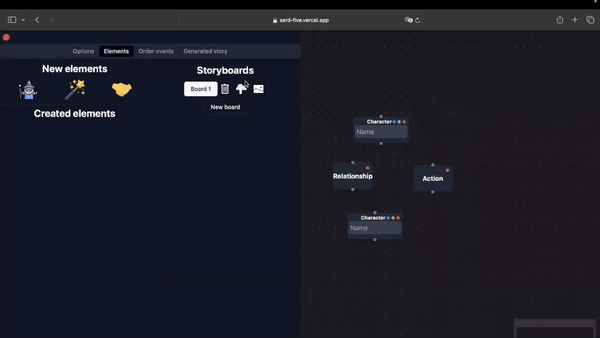 sard-five.vercel.app
Options Elements Order events Generated story
New elements
Storyboards
Board 1
New board
Created elements
Character
Name
Relationship
Action
Character
Name